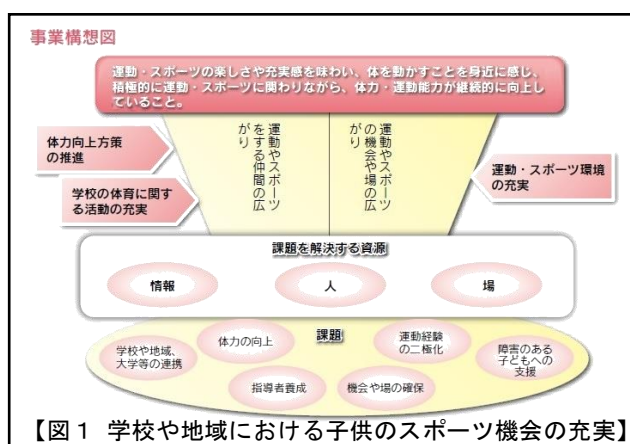 事業構想図
運動・スポーツの楽しさや充実感を味わい、体を動かすことを身近に感じ、
積極的に運動・スポーツに関わりながら、体力・運動能力が継続的に向上し
ていること。
体力向上方策
の推進
学校の体育に関す
る活動の充実
運動やスポーツ
をする仲間の広
がり
運動やスポーツ
の機会や場の広
がり
運動・スポーツ環境
の充実
課題を解決する資源
情報
人
場
課題
学校や地域、
大学等の連携
体力の向上
運動経験
の二極化
障害のある
子どもへの
支援
指導者養成
機会や場の確保
【図1 学校や地域における子供のスポーツ機会の充実】